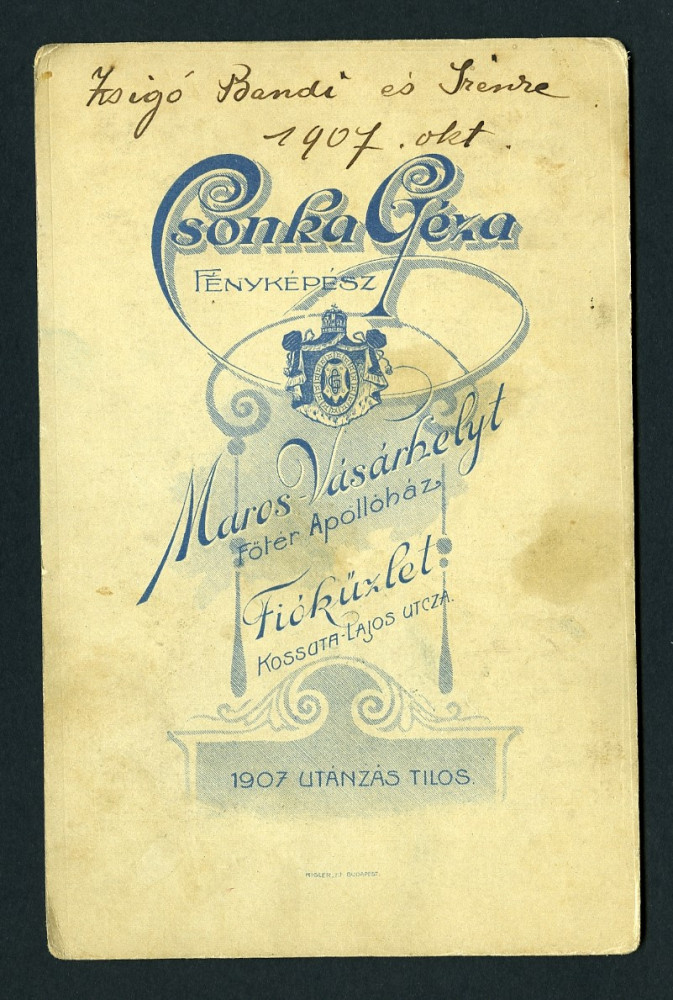 Zsigó Bandi és Irénke
1907. okt.
Csonka Géza
FÉNYKÉPÉSZ
Maros-Vásárhelyt
Főtér Apollóház.
Fióküzlet
KOSSUTH-LAJOS UTCZA.
1907 UTÁNZÁS TILOS.
BUDAPEST.